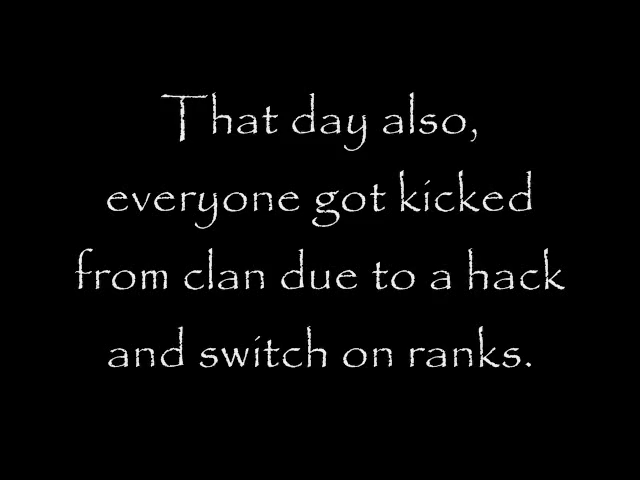 That day also,
everyone got kicked
from clan due to a hack
and switch on ranks.